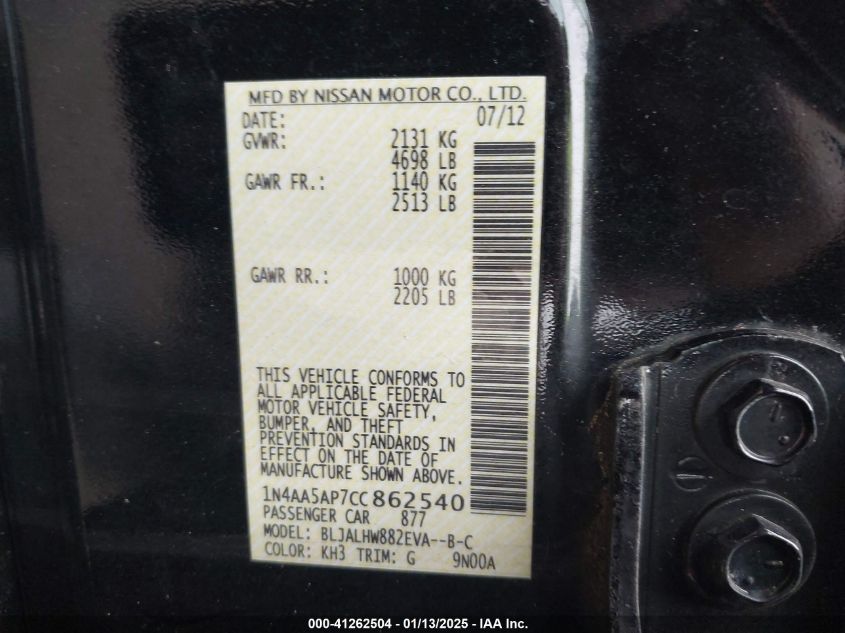 MFD BY NISSAN MOTOR CO., LTD.
DATE: 07/12
GVWR: 2131 KG
4698 LB
GAWR FR.: 1140 KG
2513 LB
GAWR RR.: 1000 KG
2205 LB
THIS VEHICLE CONFORMS TO
ALL APPLICABLE FEDERAL
MOTOR VEHICLE SAFETY,
BUMPER, AND THEFT
PREVENTION STANDARDS IN
EFFECT ON THE DATE OF
MANUFACTURE SHOWN ABOVE.
1N4AA5AP7CC862540
PASSENGER CAR 877
MODEL: BLJALHW882EVA--B-C
COLOR: KH3 TRIM: G 9N00A
000-41262504 - 01/13/2025 - IAA Inc.